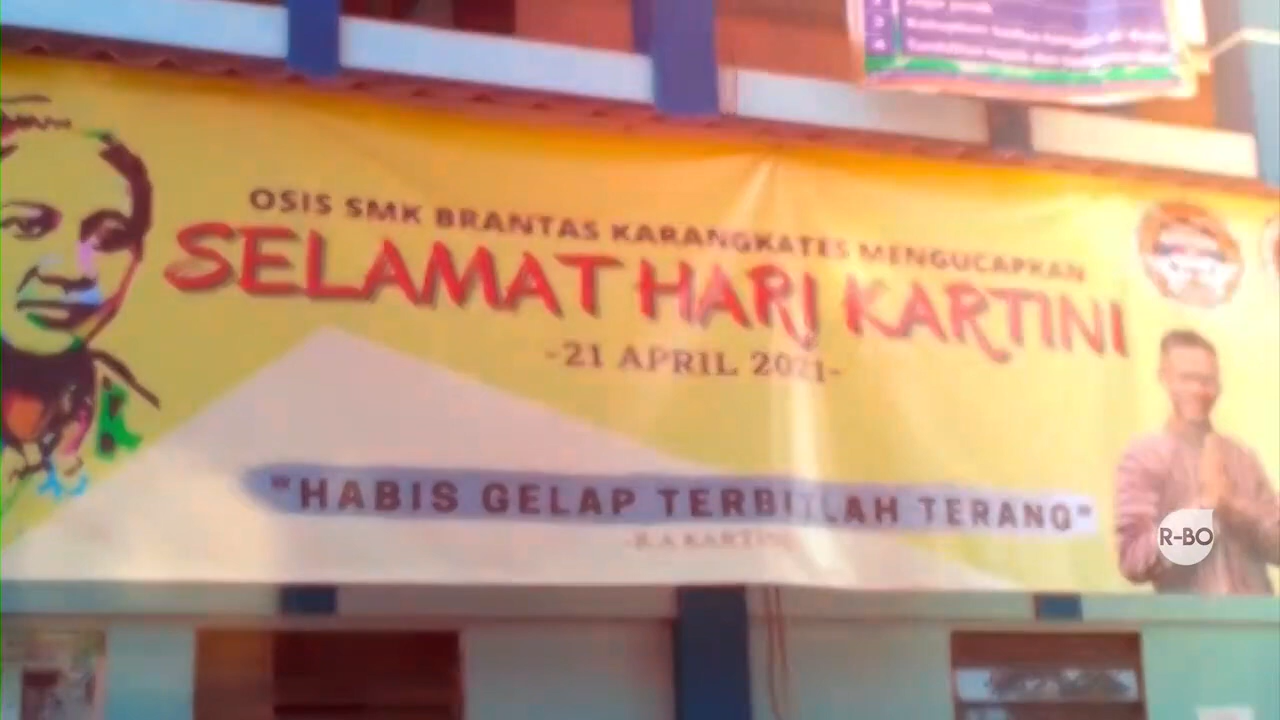 OSIS SMK BRANTAS KARANGKATES MENGUCAPKAN
SELAMAT HARI KARTINI
-21 APRIL 2021-
"HABIS GELAP TERBITLAH TERANG"
-R.A KARTINI
R-BO